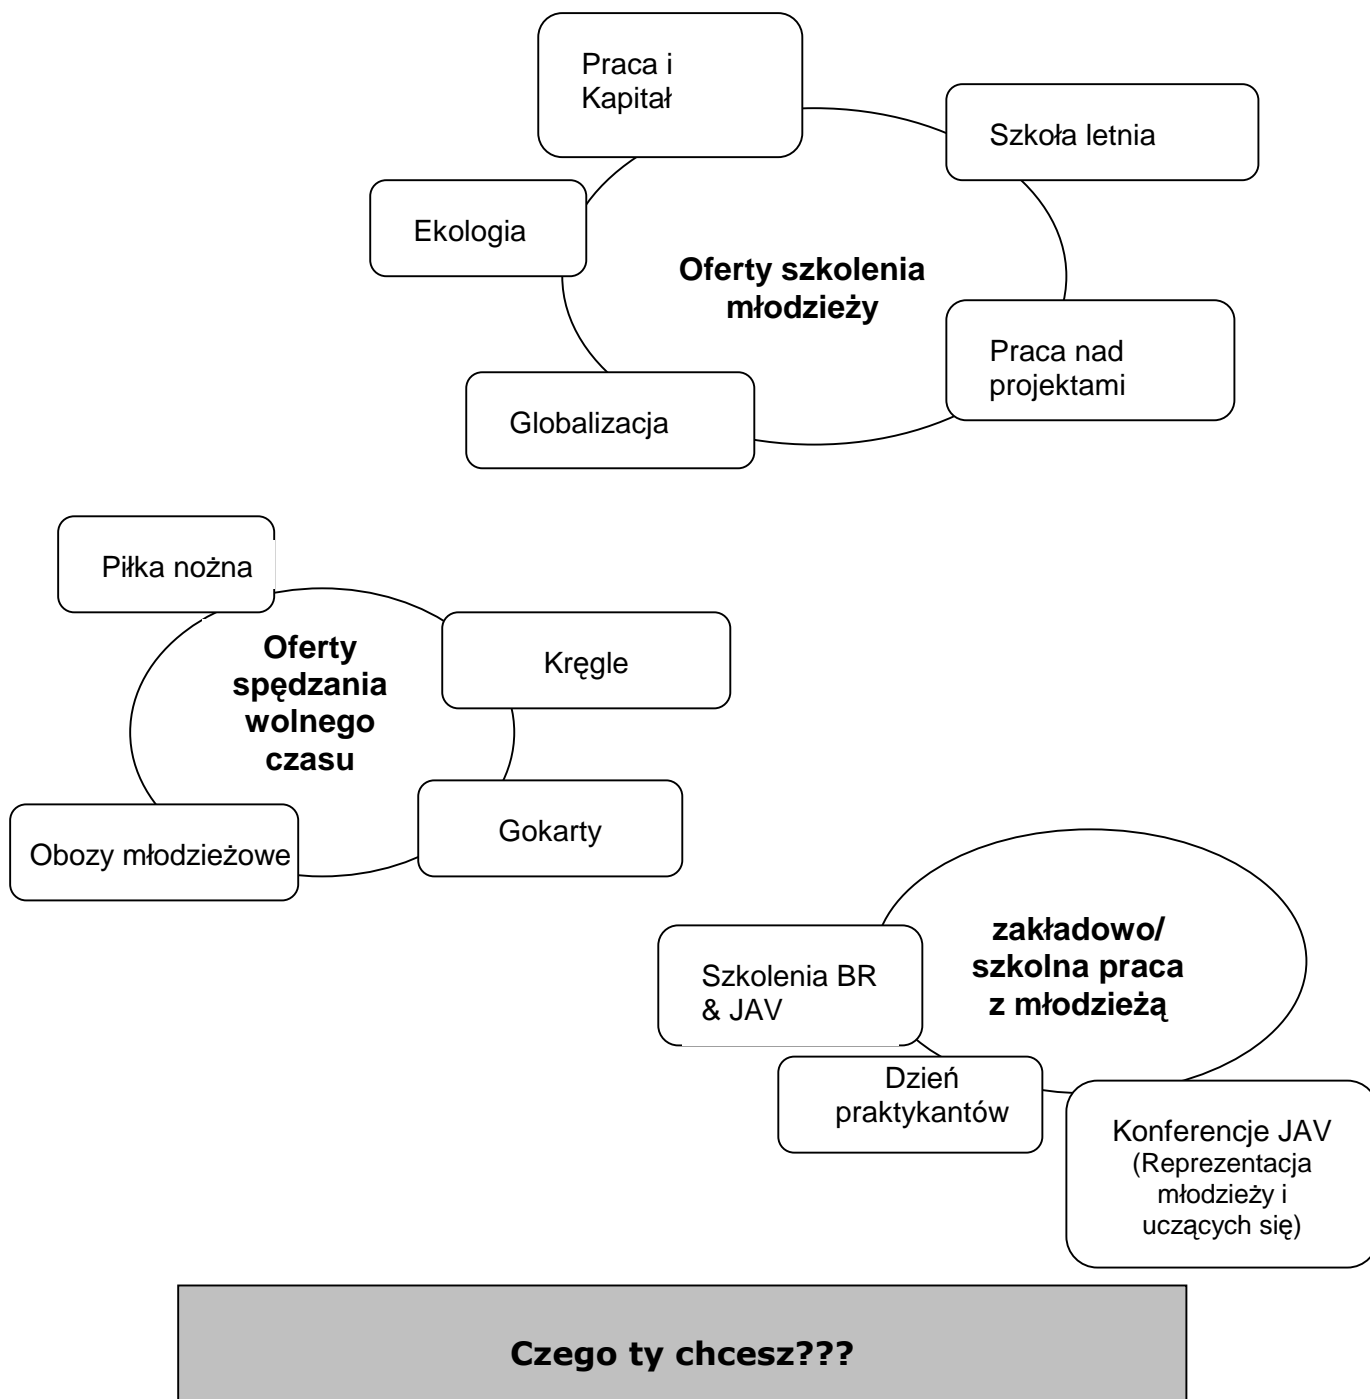 Praca i
Kapitał
Szkoła letnia
Ekologia
Oferty szkolenia
młodzieży
Praca nad
projektami
Globalizacja
Piłka nożna
Oferty
spędzania
wolnego
czasu
Kręgle
Gokarty
Obozy młodzieżowe
zakładowo/
szkolna praca
z młodzieżą
Szkolenia BR
& JAV
Dzień
praktykantów
Konferencje JAV
(Reprezentacja
młodzieży i
uczących się)
Czego ty chcesz???